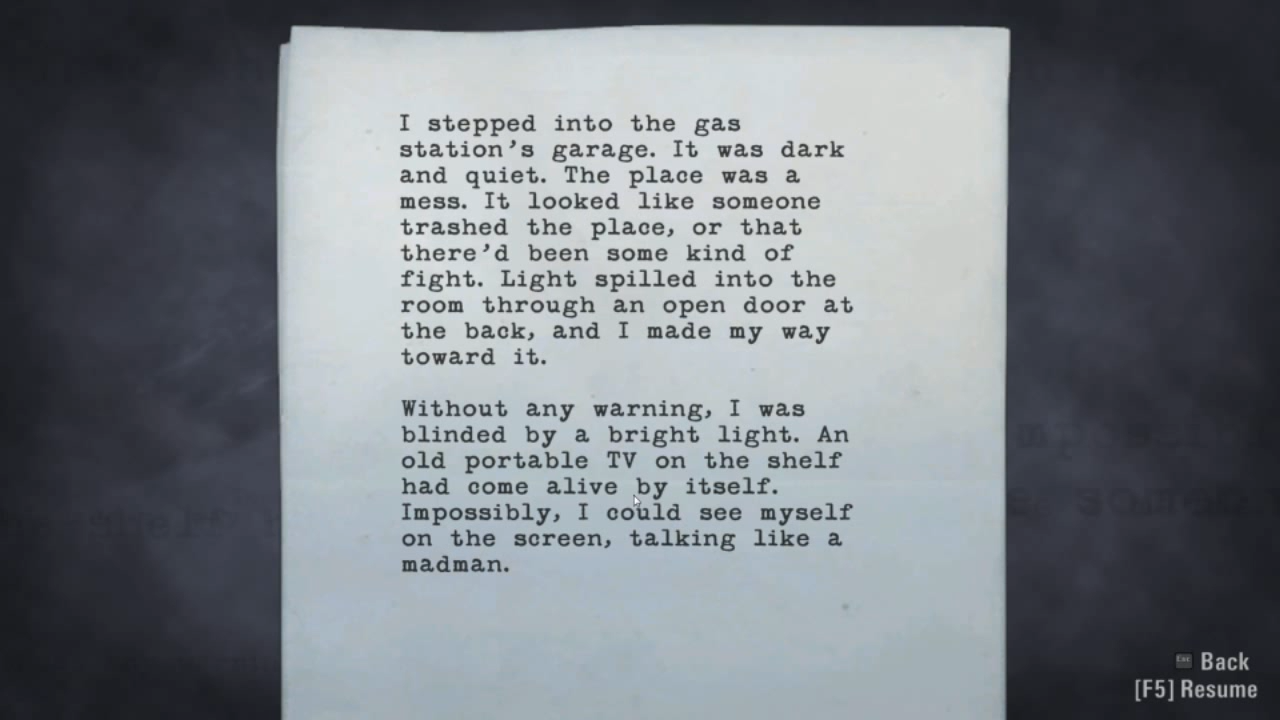 I stepped into the gas
station’s garage. It was dark
and quiet. The place was a
mess. It looked like someone
trashed the place, or that
there’d been some kind of
fight. Light spilled into the
room through an open door at
the back, and I made my way
toward it.
Without any warning, I was
blinded by a bright light. An
old portable TV on the shelf
had come alive by itself.
Impossibly, I could see myself
on the screen, talking like a
madman.
Esc Back
[F5] Resume